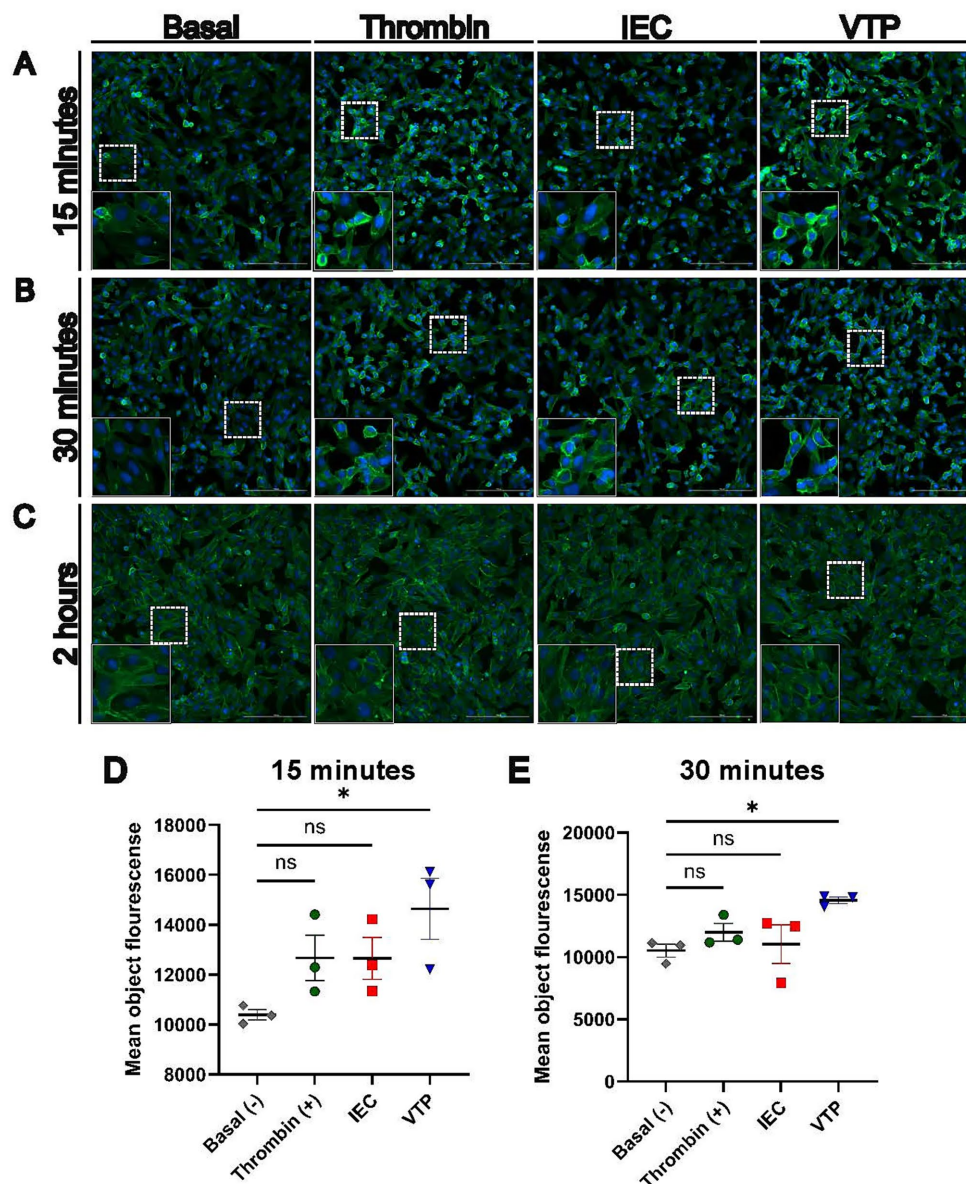 Basal Thrombin IEC VTP
A
15 minutes
B
30 minutes
C
2 hours
D
15 minutes
*
ns
ns
Mean object flourescense
18000
16000
14000
12000
10000
8000
Basal (-)
Thrombin (+)
IEC
VTP
E
30 minutes
*
ns
ns
Mean object flourescense
20000
15000
10000
5000
0
Basal (-)
Thrombin (+)
IEC
VTP